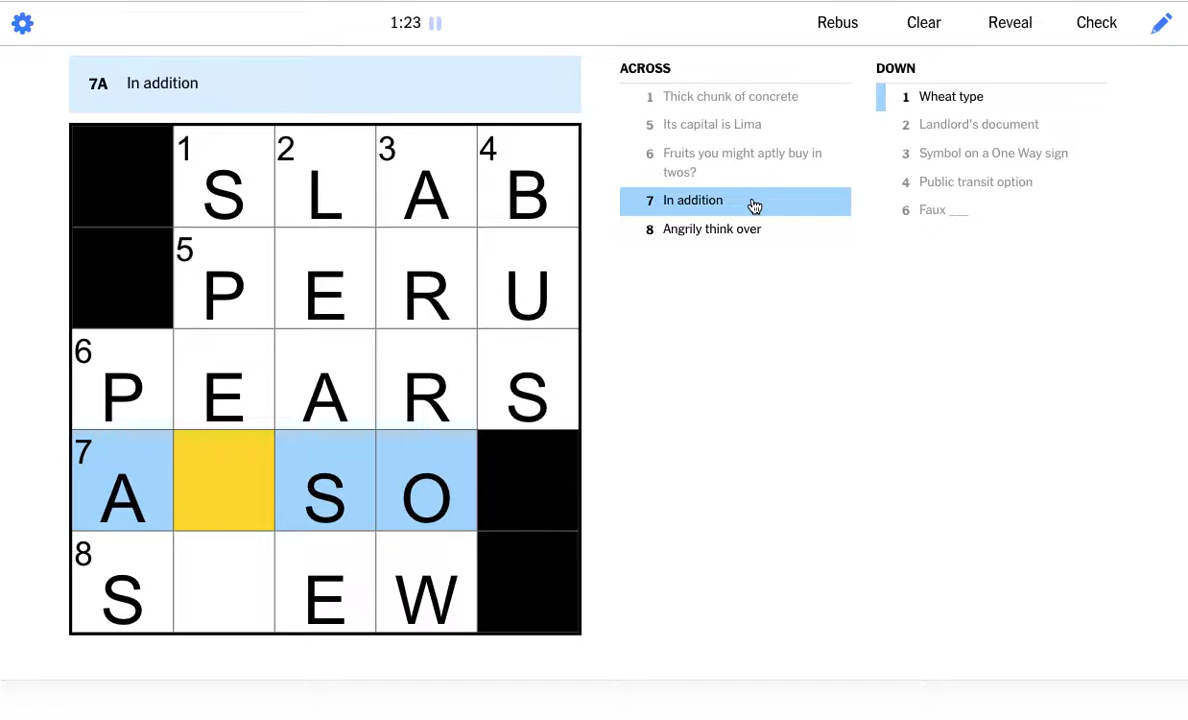 1:23
Rebus Clear Reveal Check
7A In addition
1 2 3 4
S L A B
5
P E R U
6
P E A R S
7
A S O
8
S E W
ACROSS
1 Thick chunk of concrete
5 Its capital is Lima
6 Fruits you might aptly buy in
twos?
7 In addition
8 Angrily think over
DOWN
1 Wheat type
2 Landlord's document
3 Symbol on a One Way sign
4 Public transit option
6 Faux ___